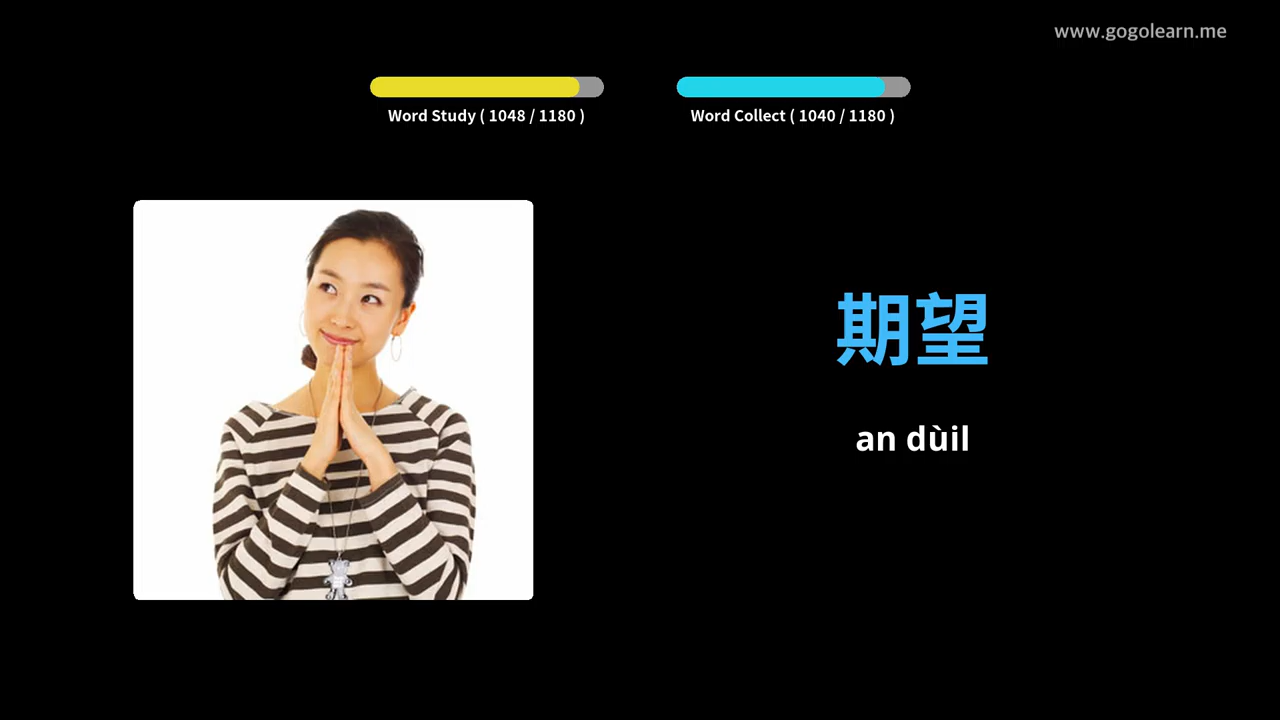 www.gogolearn.me
Word Study ( 1048 / 1180 )
Word Collect ( 1040 / 1180 )
期望
an dùil